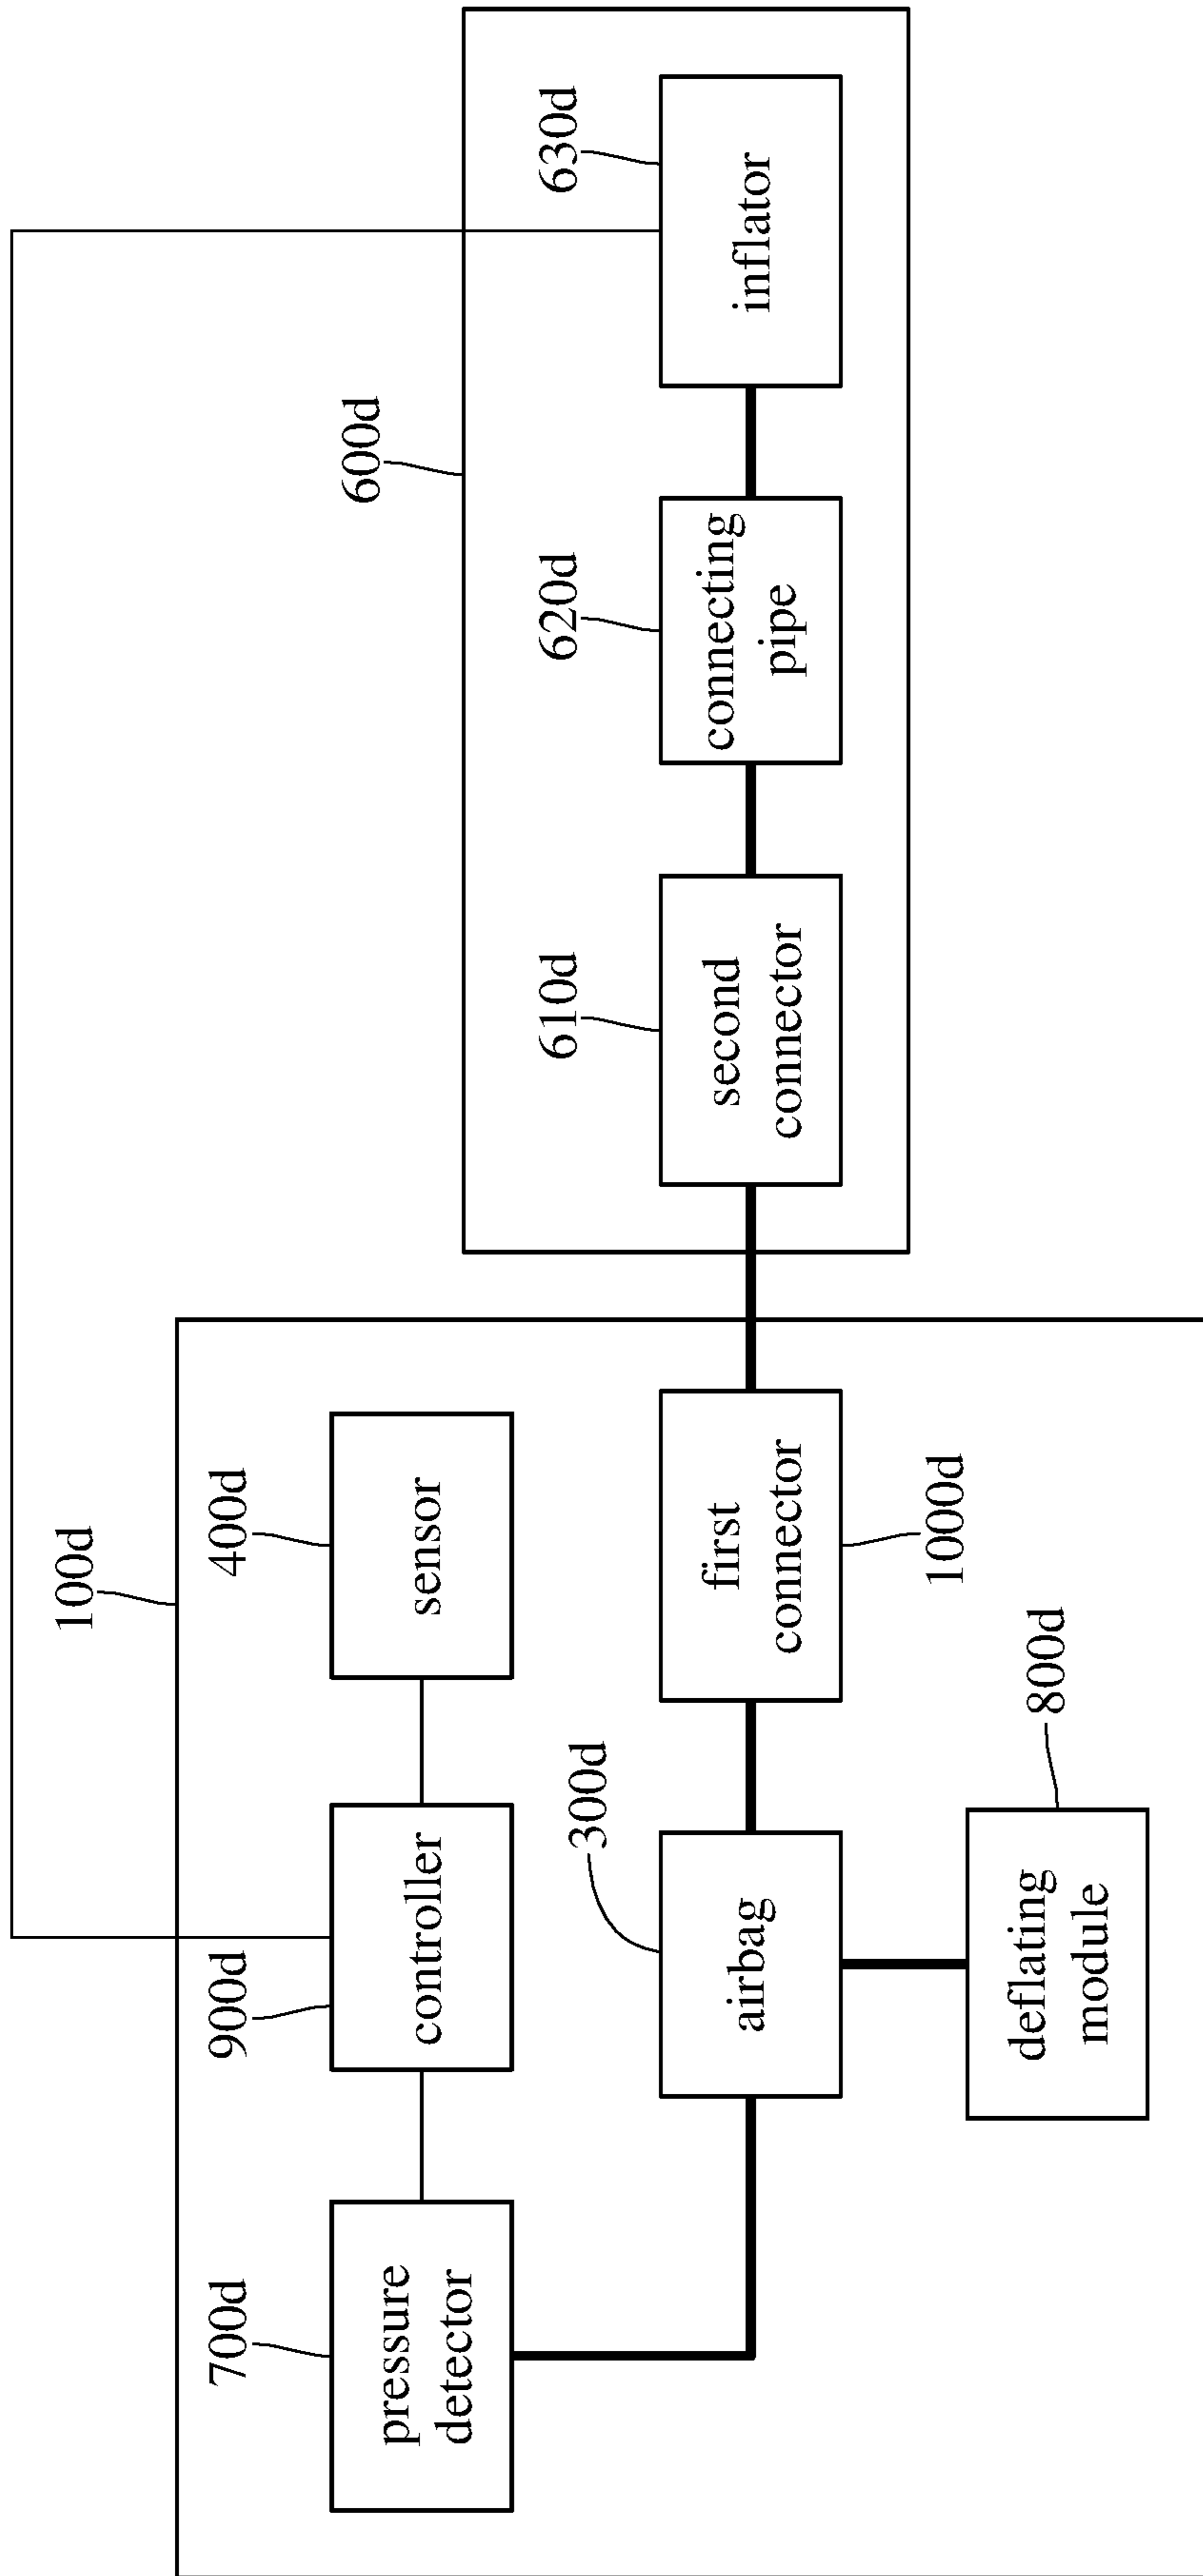 100d
600d
700d
900d
400d
pressure
detector
controller
sensor
300d
610d
620d
630d
airbag
first
connector
second
connector
connecting
pipe
inflator
800d
1000d
deflating
module